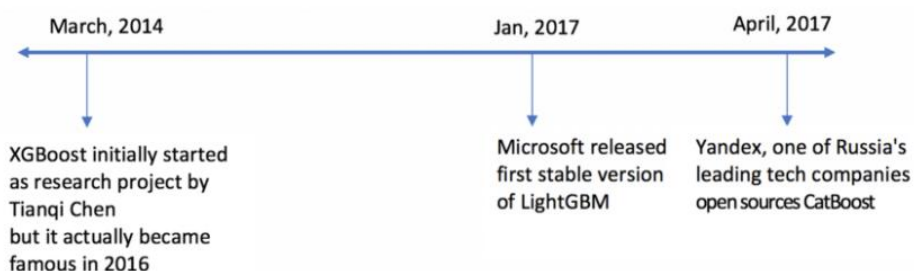 March, 2014
Jan, 2017
April, 2017
XGBoost initially started
as research project by
Tianqi Chen
but it actually became
famous in 2016
Microsoft released
first stable version
of LightGBM
Yandex, one of Russia's
leading tech companies
open sources CatBoost